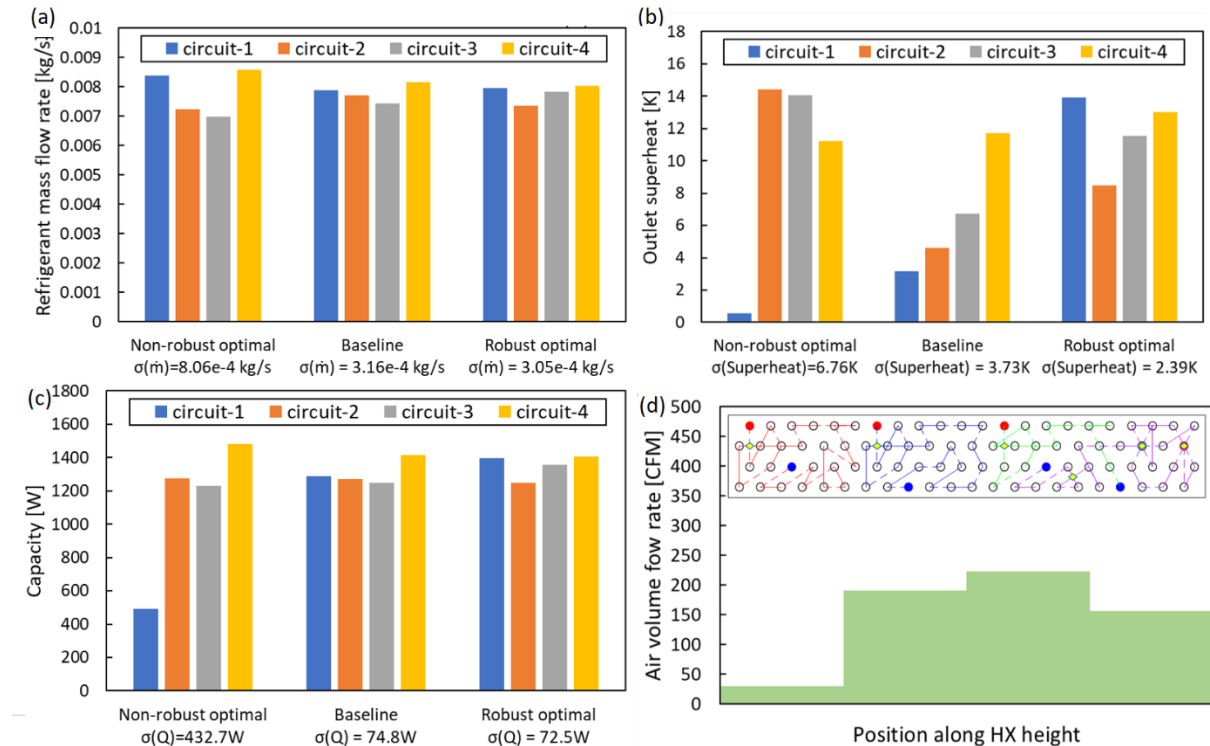 (a)
0.01
0.009
0.008
0.007
0.006
0.005
0.004
0.003
0.002
0.001
0
Refrigerant mass flow rate [kg/s]
circuit-1 circuit-2 circuit-3 circuit-4
Non-robust optimal Baseline Robust optimal
σ(ṁ)=8.06e-4 kg/s σ(ṁ) = 3.16e-4 kg/s σ(ṁ) = 3.05e-4 kg/s
(b)
18
16
14
12
10
8
6
4
2
0
Outlet superheat [K]
circuit-1 circuit-2 circuit-3 circuit-4
Non-robust optimal Baseline Robust optimal
σ(Superheat)=6.76K σ(Superheat) = 3.73K σ(Superheat) = 2.39K
(c)
1800
1600
1400
1200
1000
800
600
400
200
0
Capacity [W]
circuit-1 circuit-2 circuit-3 circuit-4
Non-robust optimal Baseline Robust optimal
σ(Q)=432.7W σ(Q) = 74.8W σ(Q) = 72.5W
(d)
500
450
400
350
300
250
200
150
100
50
0
Air volume fow rate [CFM]
Position along HX height